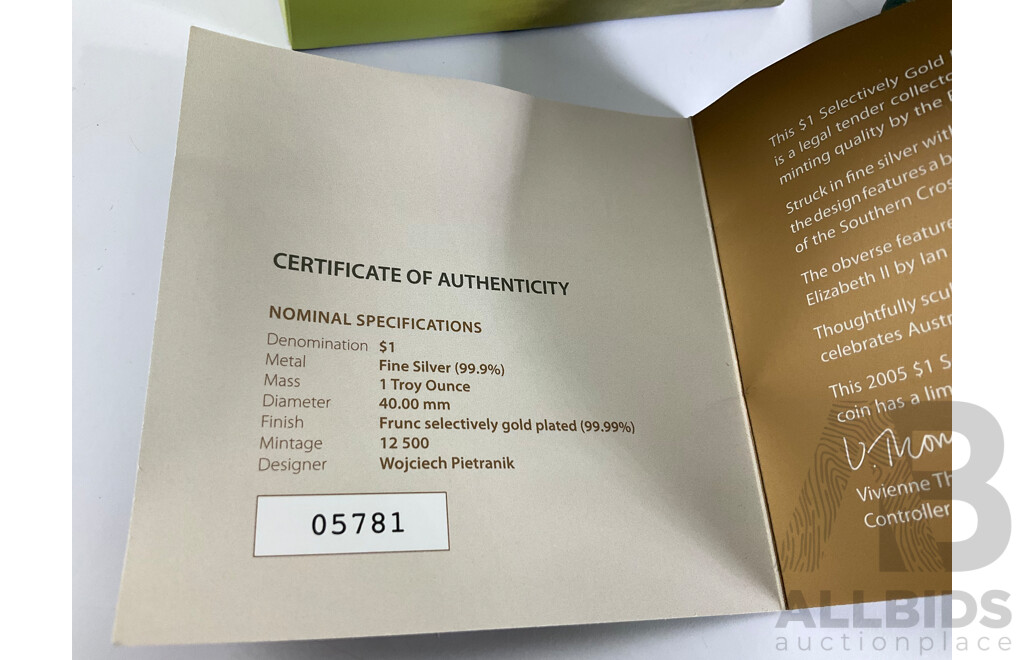 CERTIFICATE OF AUTHENTICITY
NOMINAL SPECIFICATIONS
Denomination $1
Metal Fine Silver (99.9%)
Mass 1 Troy Ounce
Diameter 40.00 mm
Finish Frunc selectively gold plated (99.99%)
Mintage 12 500
Designer Wojciech Pietranik
05781
This $1 Selectively Gold
is a legal tender collecto
minting quality by the
Struck in fine silver with
the design features a b
of the Southern Cros
The obverse feature
Elizabeth II by Ian
Thoughtfully scul
celebrates Austr
This 2005 $1 S
coin has a lim
Vivienne Th
Controller
AB
ALLBIDS
auctionplace